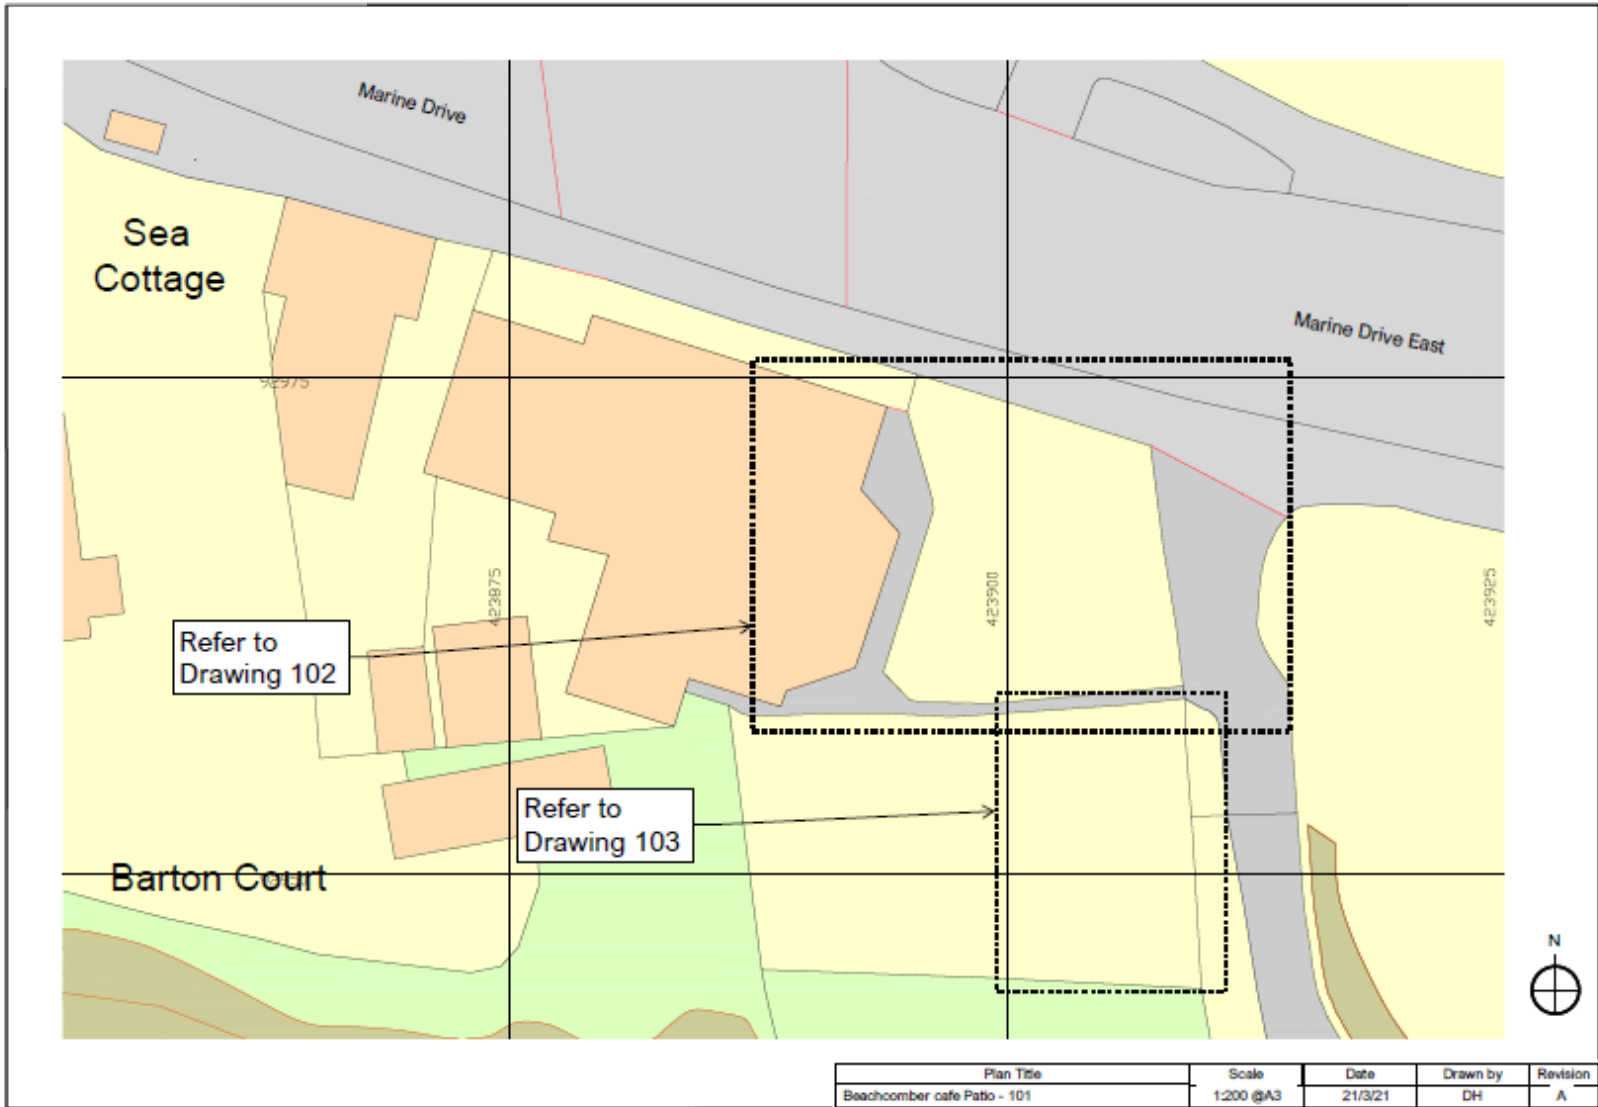 Marine Drive
Sea
Cottage
Marine Drive East
92975
423875
423900
423925
Refer to
Drawing 102
Refer to
Drawing 103
Barton Court
N
Plan Title
Scale
Date
Drawn by
Revision
Beachcomber cafe Patio - 101
1:200 @A3
21/3/21
DH
A